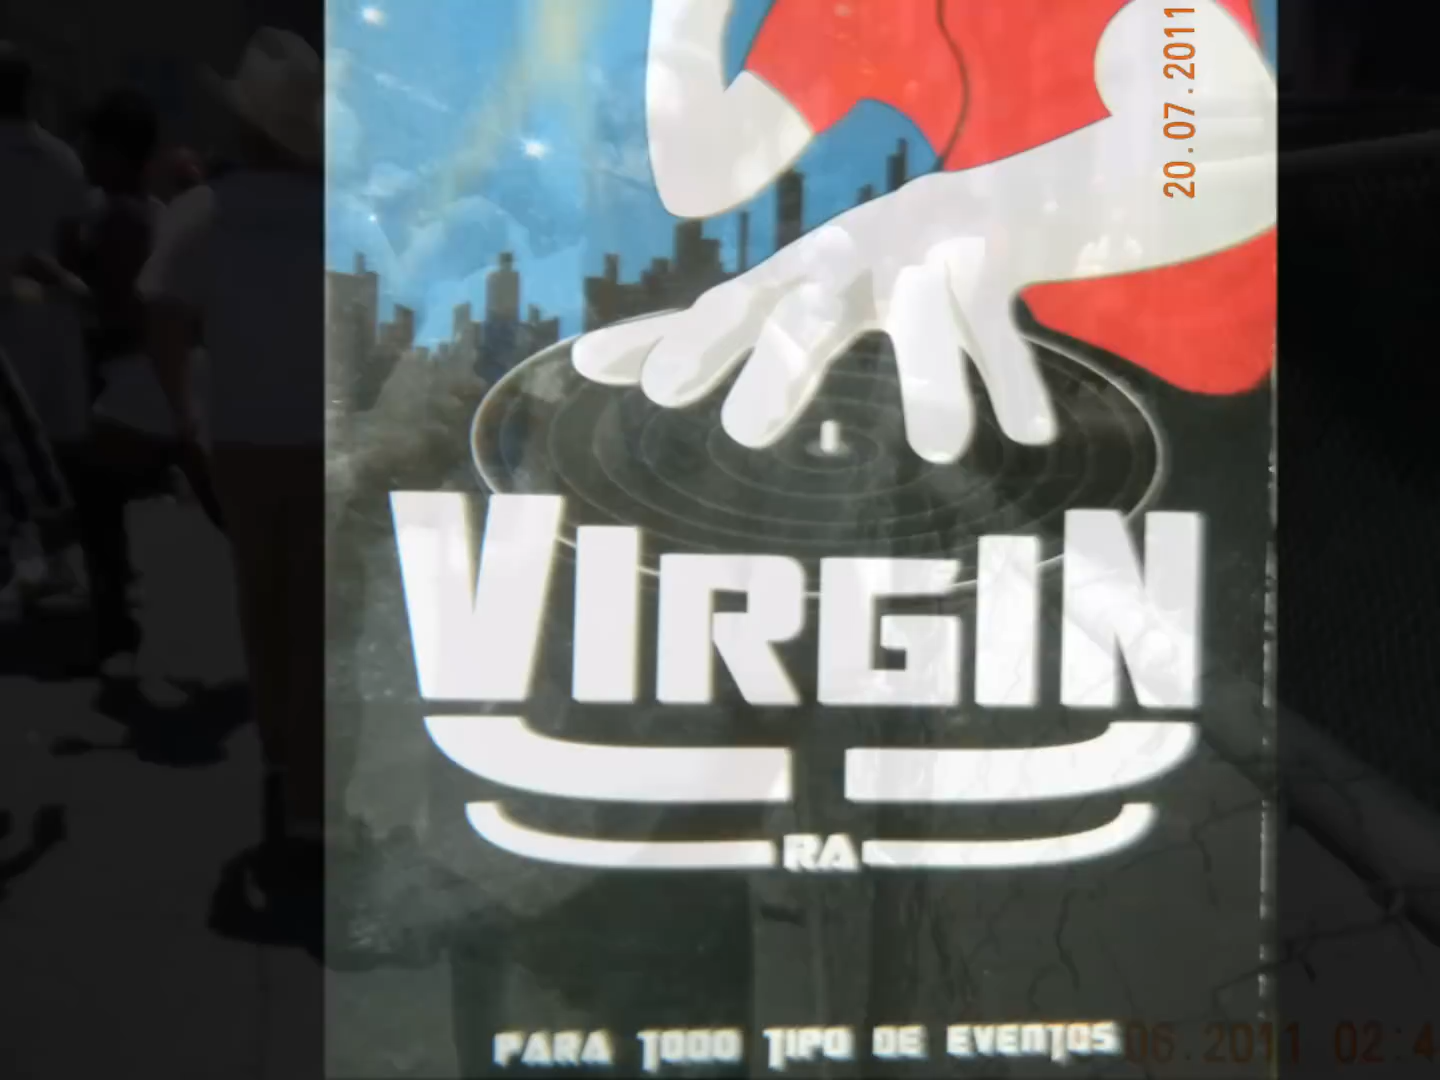 20.07.2011
VIRGIN
RA
PARA TODO TIPO DE EVENTOS
06.2011 02:4